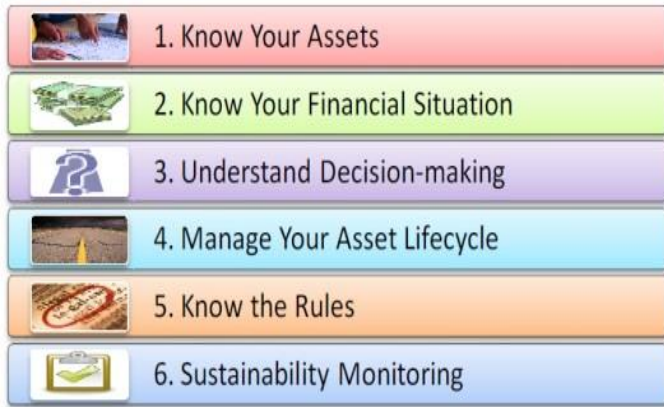 1. Know Your Assets
2. Know Your Financial Situation
3. Understand Decision-making
4. Manage Your Asset Lifecycle
5. Know the Rules
6. Sustainability Monitoring